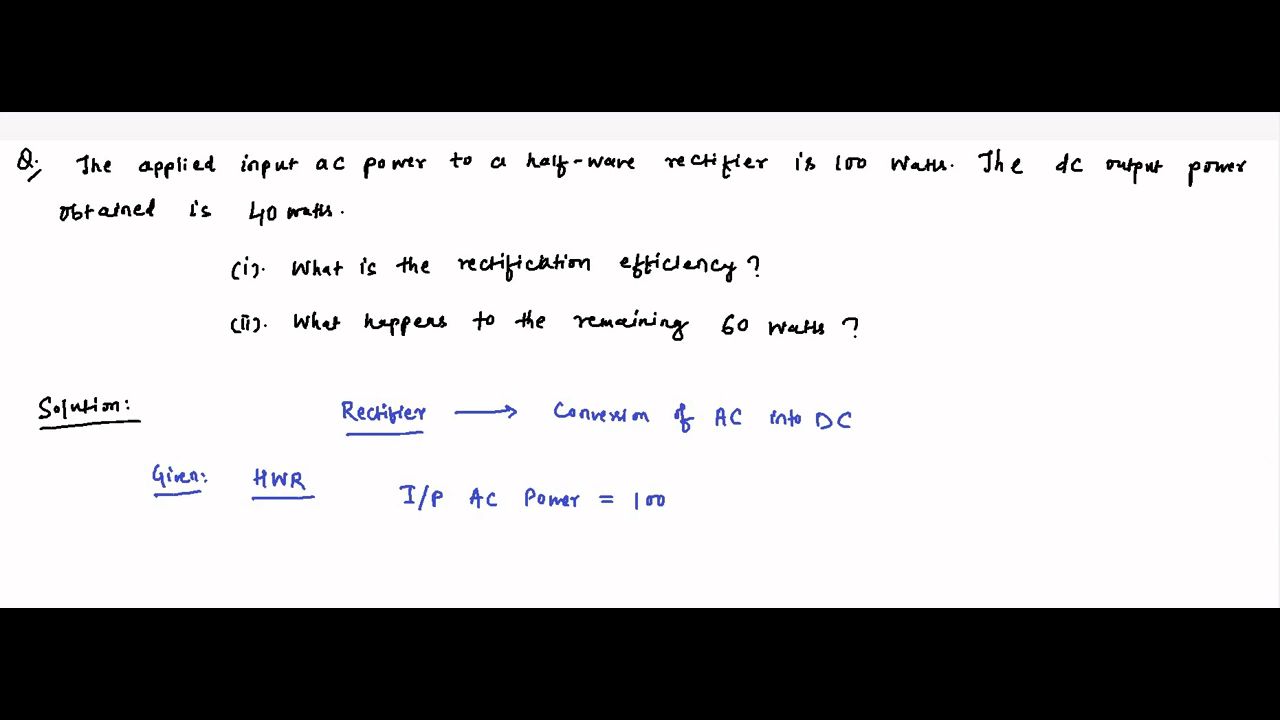 Q. The applied input ac power to a half-wave rectifier is 100 watts. The dc output power
obtained is 40 watts.
(i). What is the rectification efficiency?
(ii). What happens to the remaining 60 watts?
Solution: Rectifier → Conversion of AC into DC
Given: HWR I/P AC Power = 100